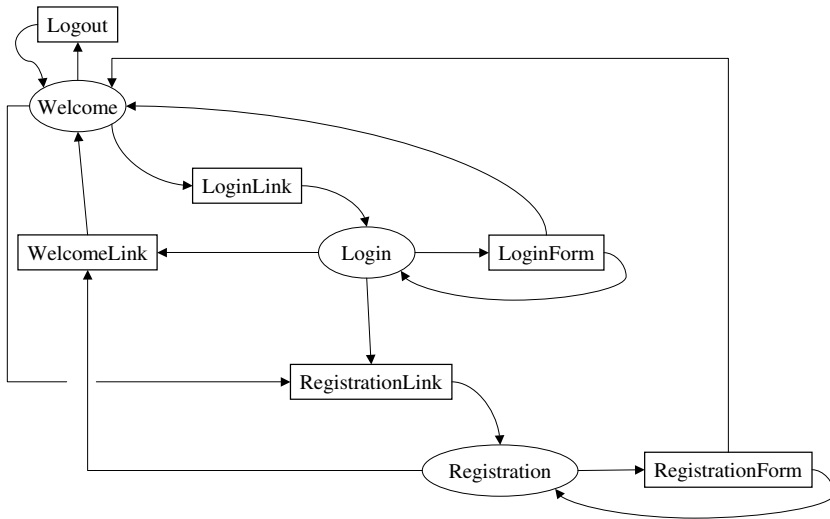 Logout
Welcome
LoginLink
WelcomeLink
Login
LoginForm
RegistrationLink
Registration
RegistrationForm